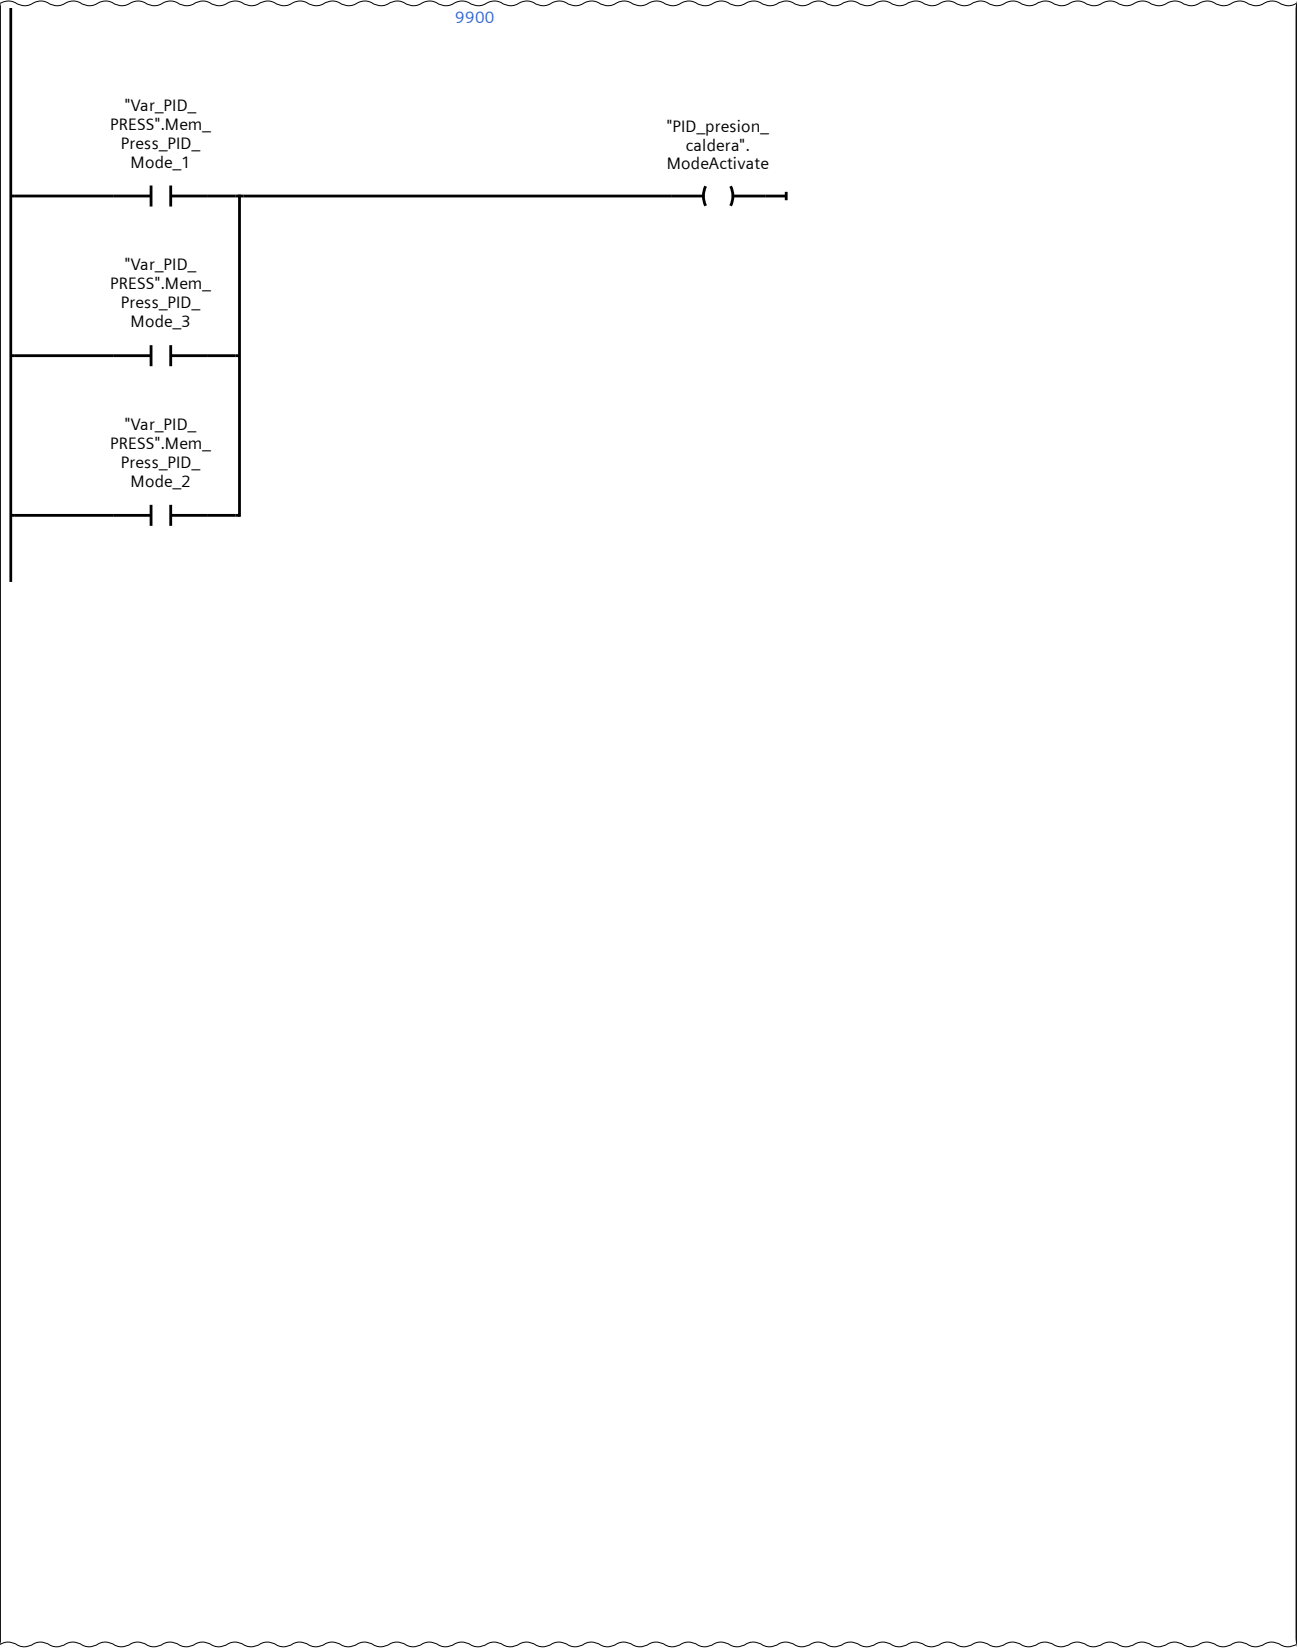 9900
"Var_PID_
PRESS".Mem_
Press_PID_
Mode_1
"PID_presion_
caldera".
ModeActivate
"Var_PID_
PRESS".Mem_
Press_PID_
Mode_3
"Var_PID_
PRESS".Mem_
Press_PID_
Mode_2